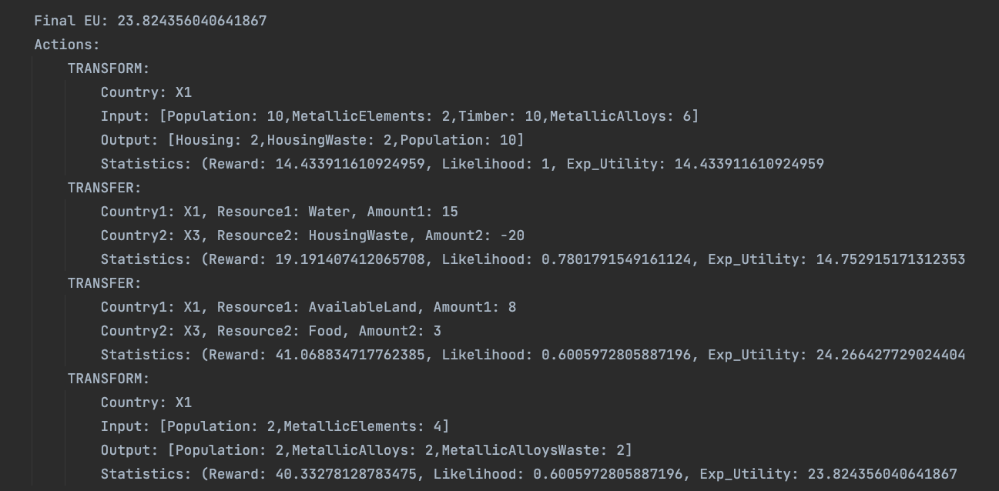 Final EU: 23.824356040641867
Actions:
TRANSFORM:
Country: X1
Input: [Population: 10,MetallicElements: 2,Timber: 10,MetallicAlloys: 6]
Output: [Housing: 2,HousingWaste: 2,Population: 10]
Statistics: (Reward: 14.433911610924959, Likelihood: 1, Exp_Utility: 14.433911610924959
TRANSFER:
Country1: X1, Resource1: Water, Amount1: 15
Country2: X3, Resource2: HousingWaste, Amount2: -20
Statistics: (Reward: 19.191407412065708, Likelihood: 0.7801791549161124, Exp_Utility: 14.752915171312353
TRANSFER:
Country1: X1, Resource1: AvailableLand, Amount1: 8
Country2: X3, Resource2: Food, Amount2: 3
Statistics: (Reward: 41.068834717762385, Likelihood: 0.6005972805887196, Exp_Utility: 24.266427729024404
TRANSFORM:
Country: X1
Input: [Population: 2,MetallicElements: 4]
Output: [Population: 2,MetallicAlloys: 2,MetallicAlloysWaste: 2]
Statistics: (Reward: 40.33278128783475, Likelihood: 0.6005972805887196, Exp_Utility: 23.824356040641867